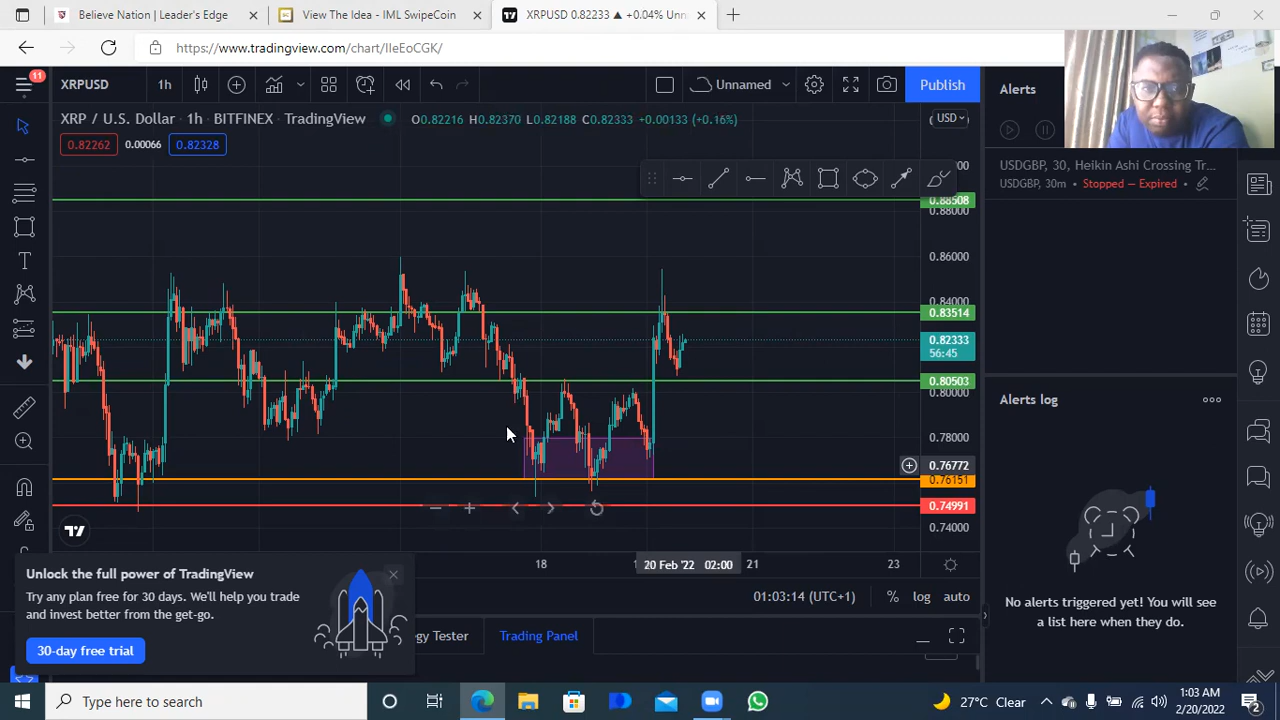 Believe Nation | Leader's Edge
View The Idea - IML SwipeCoin
XRPUSD 0.82233 ▲ +0.04% Unn
https://www.tradingview.com/chart/IIeEoCGK/
11
XRPUSD
1h
Unnamed
Publish
Alerts
XRP / U.S. Dollar · 1h · BITFINEX · TradingView
O0.82216 H0.82370 L0.82188 C0.82333 +0.00133 (+0.16%)
USD
0.82262
0.00066
0.82328
USDGBP, 30, Heikin Ashi Crossing Tr...
USDGBP, 30m • Stopped — Expired
0.88508
0.88000
0.86000
0.84000
0.83514
0.82333
56:45
0.80503
0.80000
0.78000
0.76772
0.76151
0.74991
0.74000
Alerts log
No alerts triggered yet! You will see
a list here when they do.
18
20 Feb '22 02:00
21
23
Unlock the full power of TradingView
Try any plan free for 30 days. We'll help you trade
and invest better from the get-go.
30-day free trial
01:03:14 (UTC+1)
%
log
auto
gy Tester
Trading Panel
Type here to search
27°C Clear
1:03 AM
2/20/2022
2